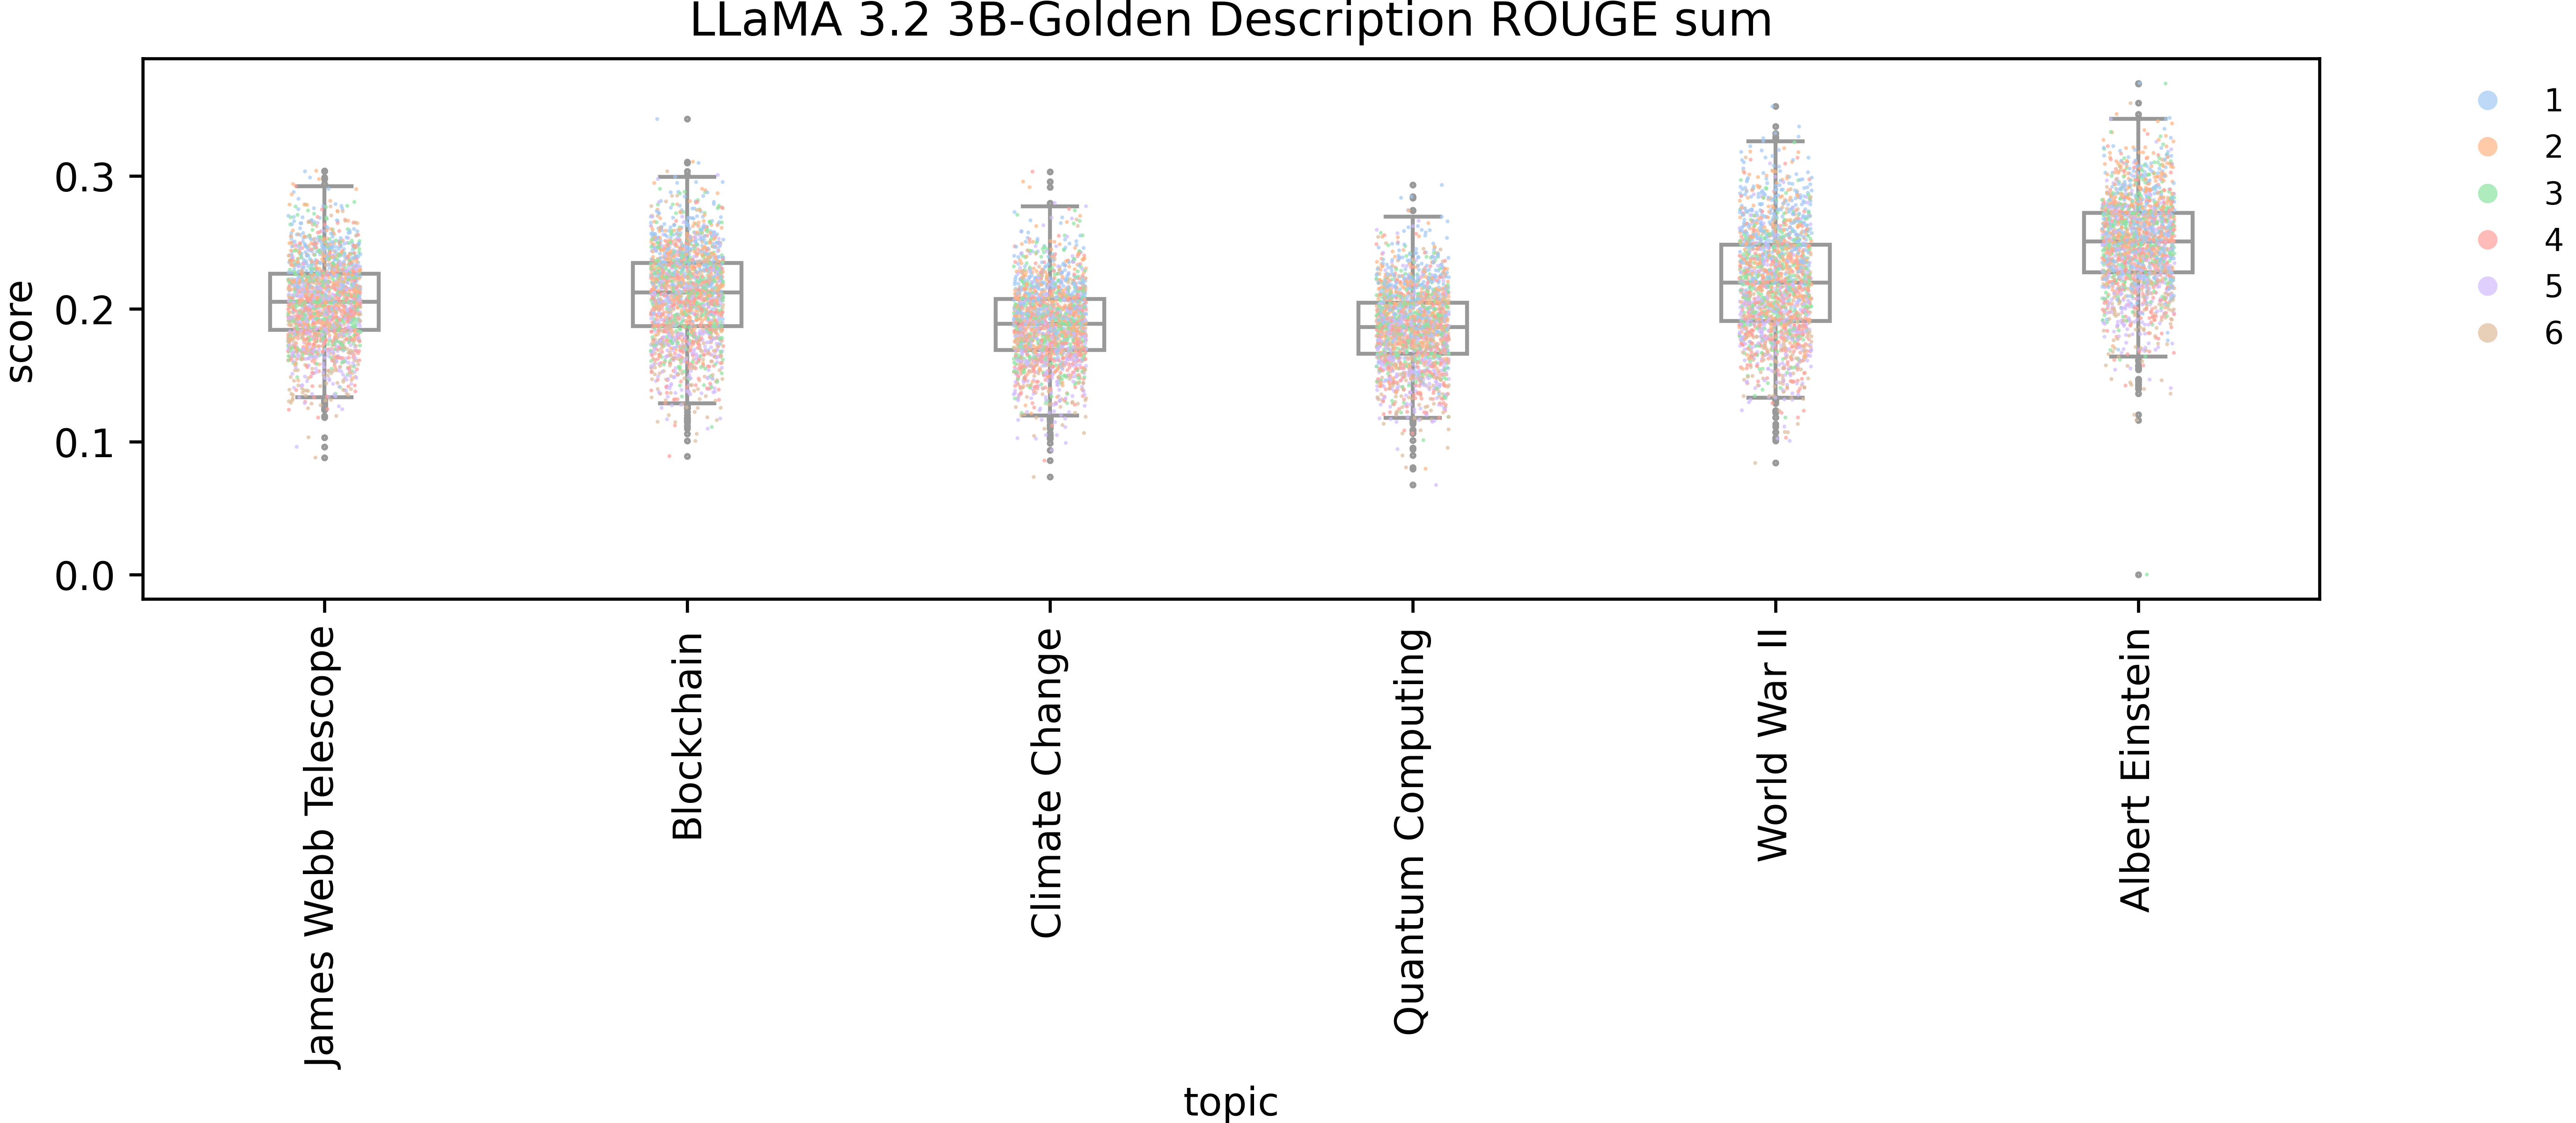 LLaMA 3.2 3B-Golden Description ROUGE sum
score
0.3
0.2
0.1
0.0
James Webb Telescope
Blockchain
Climate Change
Quantum Computing
World War II
Albert Einstein
topic
1
2
3
4
5
6